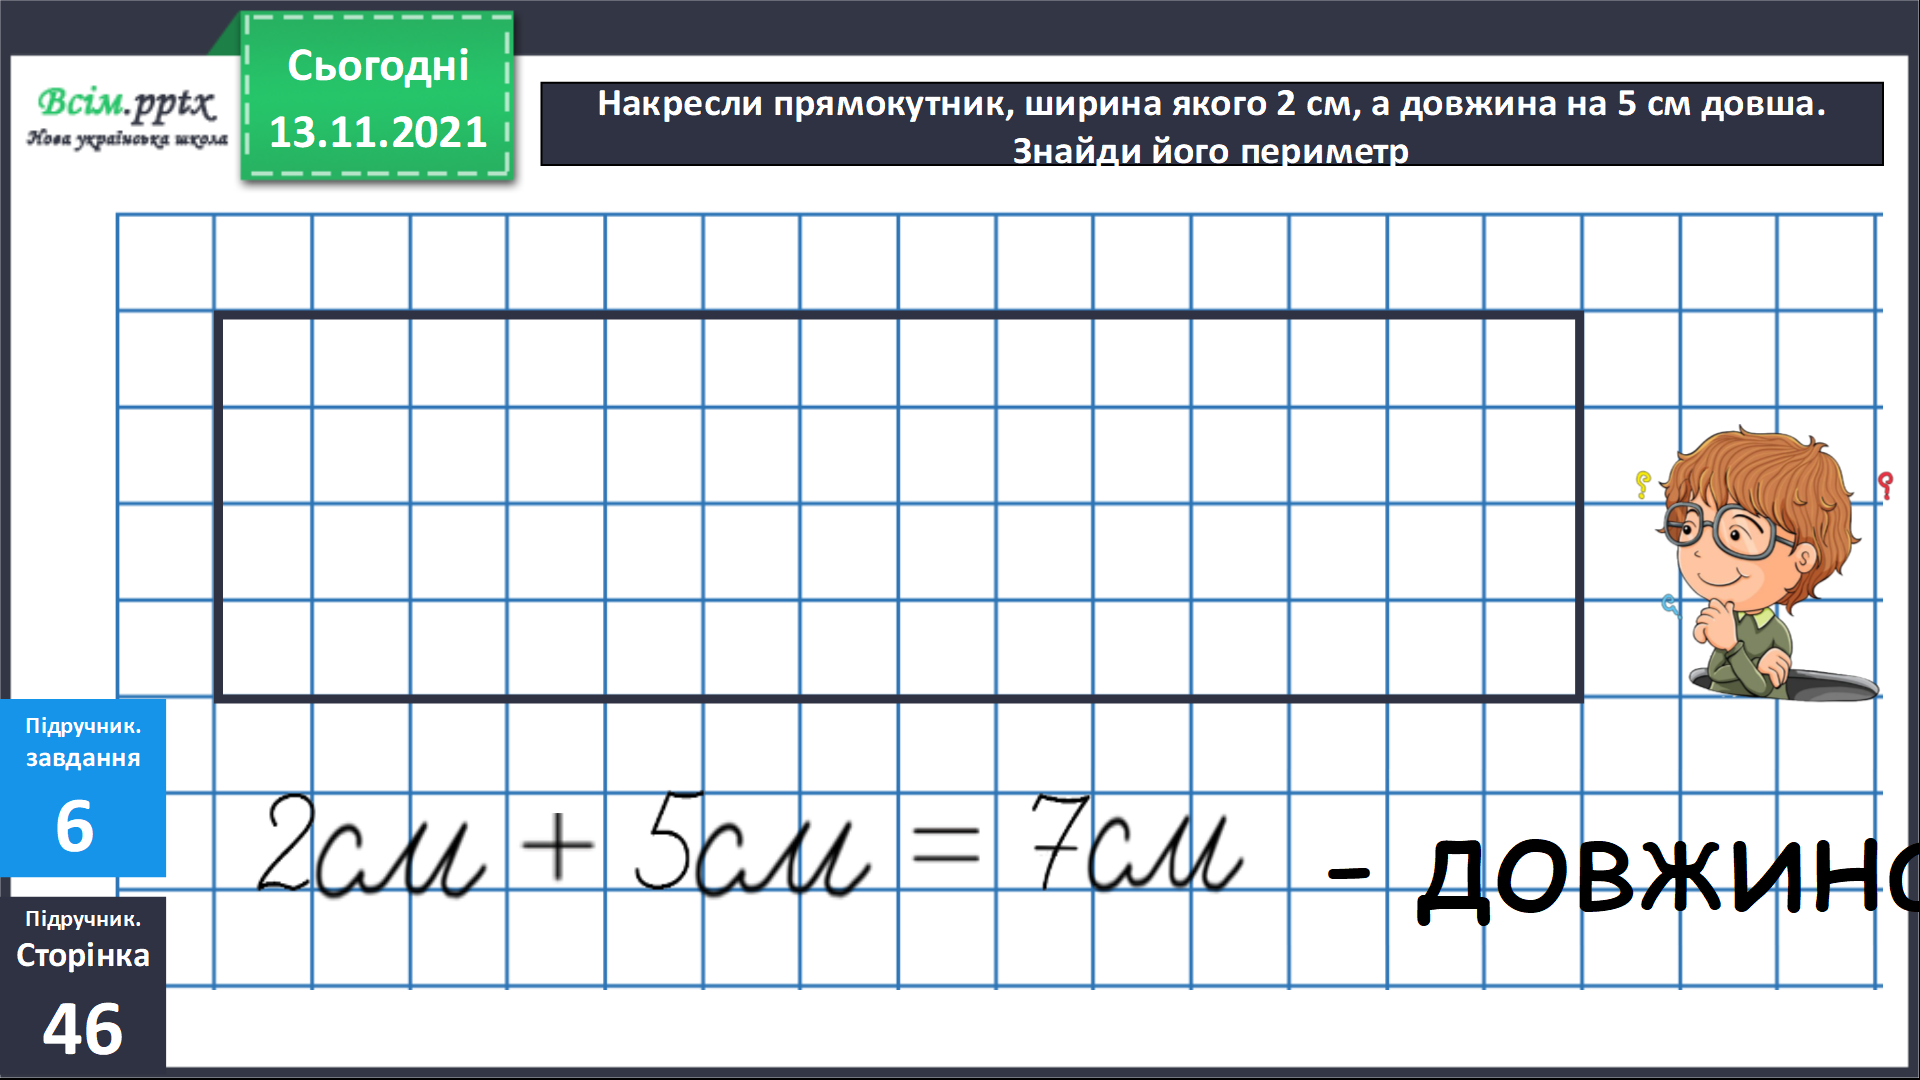 Всім.pptx
Нова українська школа
Сьогодні
13.11.2021
Накресли прямокутник, ширина якого 2 см, а довжина на 5 см довша.
Знайди його периметр
Підручник.
завдання
6
2см + 5см = 7см - довжина
Підручник.
Сторінка
46